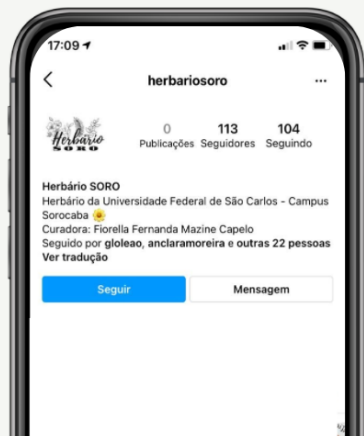 17:09
herbariosoro
Herbário
SORO
0 113 104
Publicações Seguidores Seguindo
Herbário SORO
Herbário da Universidade Federal de São Carlos - Campus
Sorocaba 🌼
Curadora: Fiorella Fernanda Mazine Capelo
Seguido por gloleao, anclaramoreira e outras 22 pessoas
Ver tradução
Seguir Mensagem